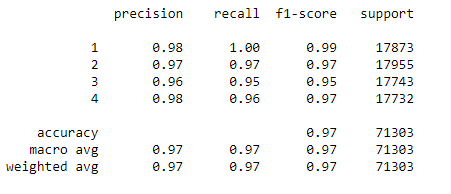 precision recall f1-score support
1 0.98 1.00 0.99 17873
2 0.97 0.97 0.97 17955
3 0.96 0.95 0.95 17743
4 0.98 0.96 0.97 17732
accuracy 0.97 71303
macro avg 0.97 0.97 0.97 71303
weighted avg 0.97 0.97 0.97 71303